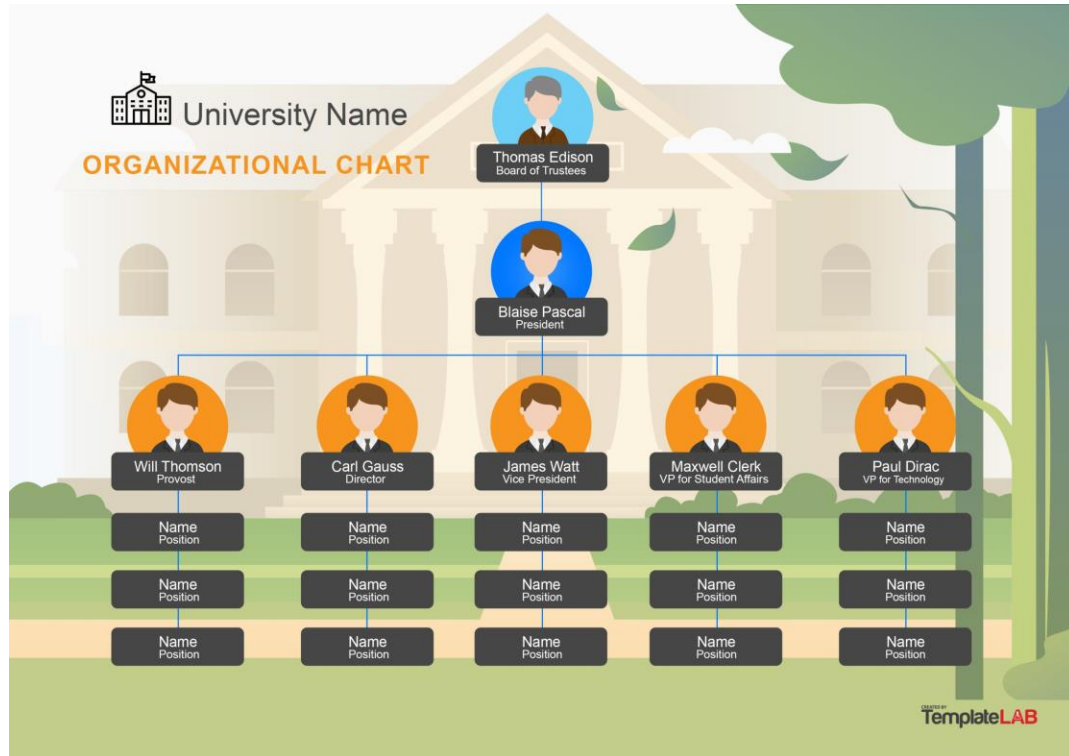 University Name
ORGANIZATIONAL CHART
Thomas Edison
Board of Trustees
Blaise Pascal
President
Will Thomson
Provost
Carl Gauss
Director
James Watt
Vice President
Maxwell Clerk
VP for Student Affairs
Paul Dirac
VP for Technology
Name
Position
Name
Position
Name
Position
Name
Position
Name
Position
Name
Position
Name
Position
Name
Position
Name
Position
Name
Position
Name
Position
Name
Position
Name
Position
Name
Position
Name
Position
CREATED BY
TemplateLAB